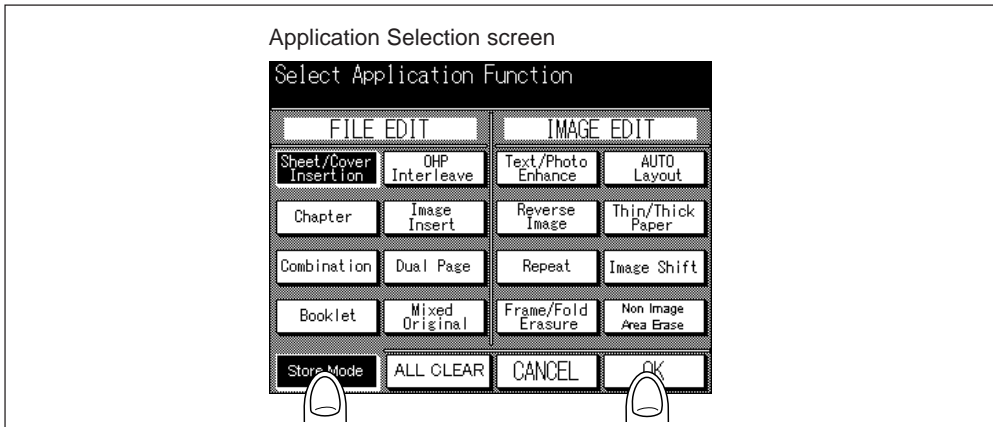 Application Selection screen
Select Application Function
FILE EDIT
IMAGE EDIT
Sheet/Cover
Insertion
OHP
Interleave
Text/Photo
Enhance
AUTO
Layout
Chapter
Image
Insert
Reverse
Image
Thin/Thick
Paper
Combination
Dual Page
Repeat
Image Shift
Booklet
Mixed
Original
Frame/Fold
Erasure
Non Image
Area Erase
Store Mode
ALL CLEAR
CANCEL
OK